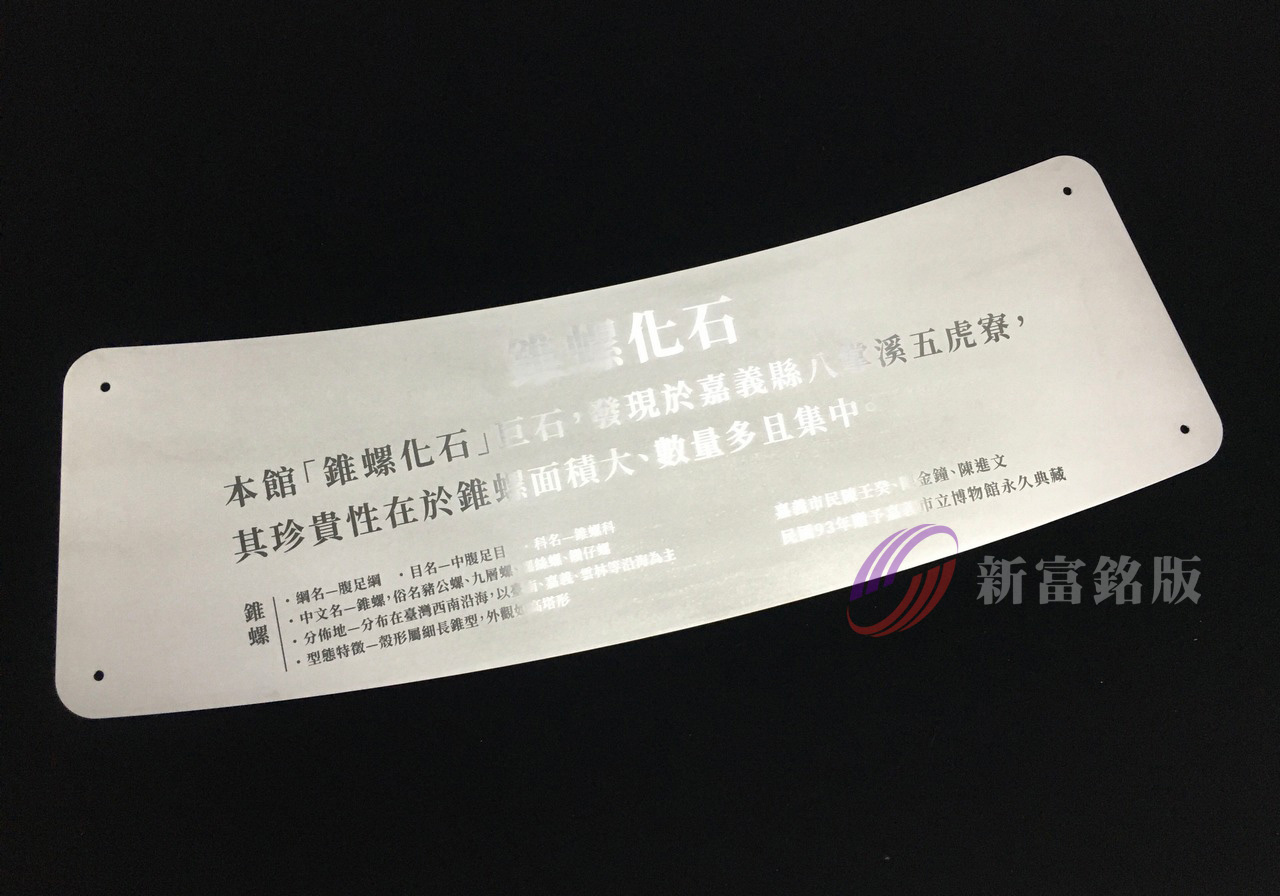 錐螺化石
本館「錐螺化石」巨石，發現於嘉義縣八掌溪五虎寮，
其珍貴性在於錐螺面積大、數量多且集中。
嘉義市民 金鐘、陳進文
民國93年贈予嘉義市立博物館永久典藏
錐螺
・綱名—腹足綱　・目名—中腹足目　・科名—錐螺科
・中文名—錐螺，俗名豬公螺、九層螺、
・分佈地—分布在臺灣西南沿海，以臺南、嘉義、雲林等沿海為主
・型態特徵—殼形屬細長錐型，外觀如高塔形
新富銘版